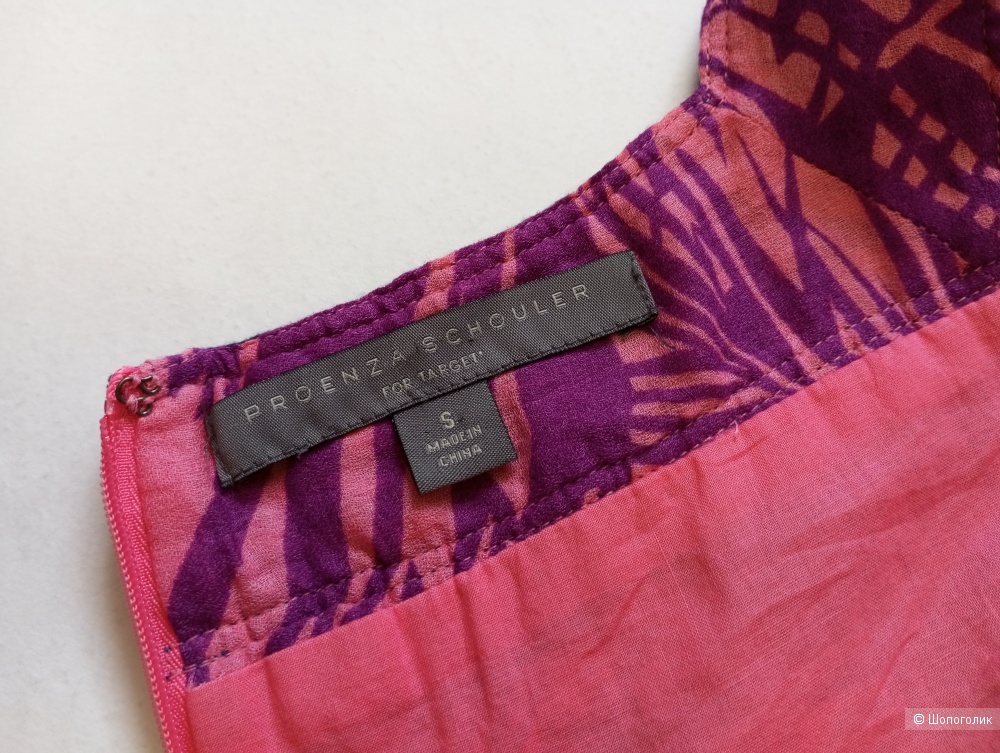 PROENZA SCHOULER
FOR TARGET*
S
MADE IN
CHINA
© Шопоголик